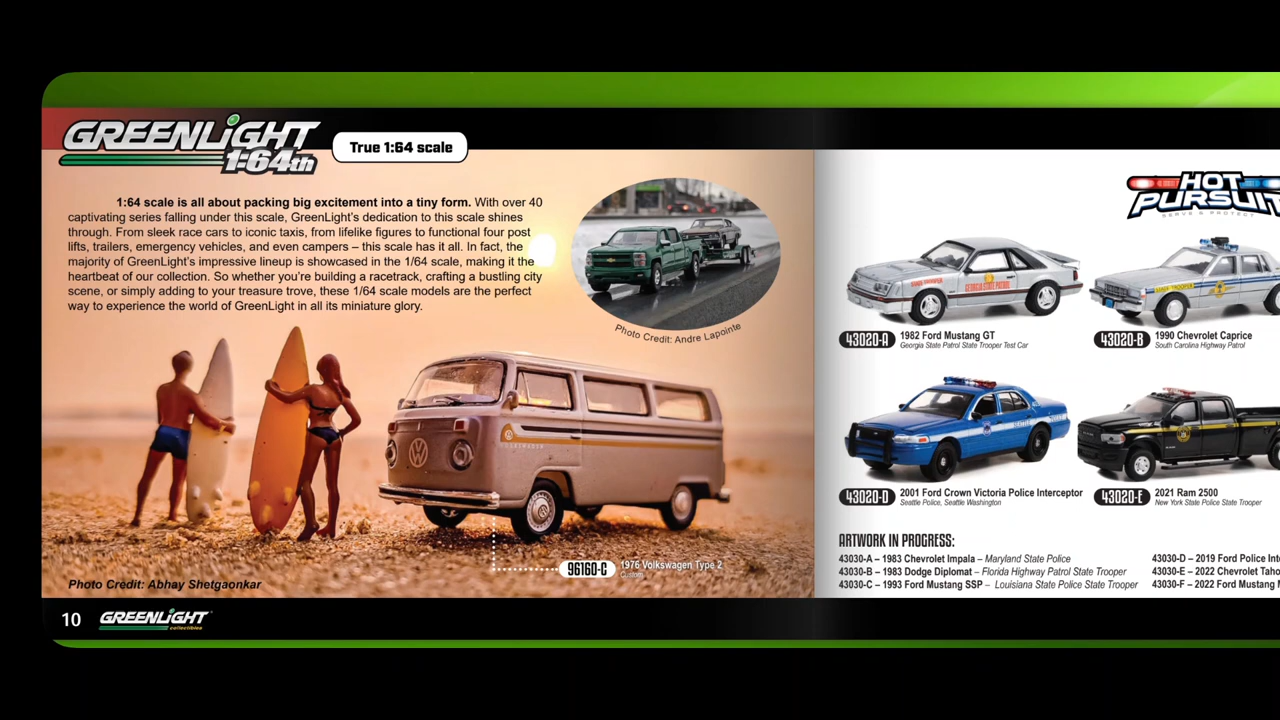 GREENLiGHT
1:64th
True 1:64 scale
1:64 scale is all about packing big excitement into a tiny form. With over 40
captivating series falling under this scale, GreenLight's dedication to this scale shines
through. From sleek race cars to iconic taxis, from lifelike figures to functional four post
lifts, trailers, emergency vehicles, and even campers – this scale has it all. In fact, the
majority of GreenLight's impressive lineup is showcased in the 1/64 scale, making it the
heartbeat of our collection. So whether you're building a racetrack, crafting a bustling city
scene, or simply adding to your treasure trove, these 1/64 scale models are the perfect
way to experience the world of GreenLight in all its miniature glory.
Photo Credit: Andre Lapointe
96160-C
1976 Volkswagen Type 2
Custom
Photo Credit: Abhay Shetgaonkar
10
GREENLiGHT
collectibles
HOT
PURSUIT
SERVE & PROTECT
GEORGIA STATE PATROL
43020-A
1982 Ford Mustang GT
Georgia State Patrol State Trooper Test Car
43020-B
1990 Chevrolet Caprice
South Carolina Highway Patrol
43020-D
2001 Ford Crown Victoria Police Interceptor
Seattle Police, Seattle Washington
43020-E
2021 Ram 2500
New York State Police State Trooper
ARTWORK IN PROGRESS:
43030-A – 1983 Chevrolet Impala – Maryland State Police
43030-B – 1983 Dodge Diplomat – Florida Highway Patrol State Trooper
43030-C – 1993 Ford Mustang SSP – Louisiana State Police State Trooper
43030-D – 2019 Ford Police Int
43030-E – 2022 Chevrolet Taho
43030-F – 2022 Ford Mustang